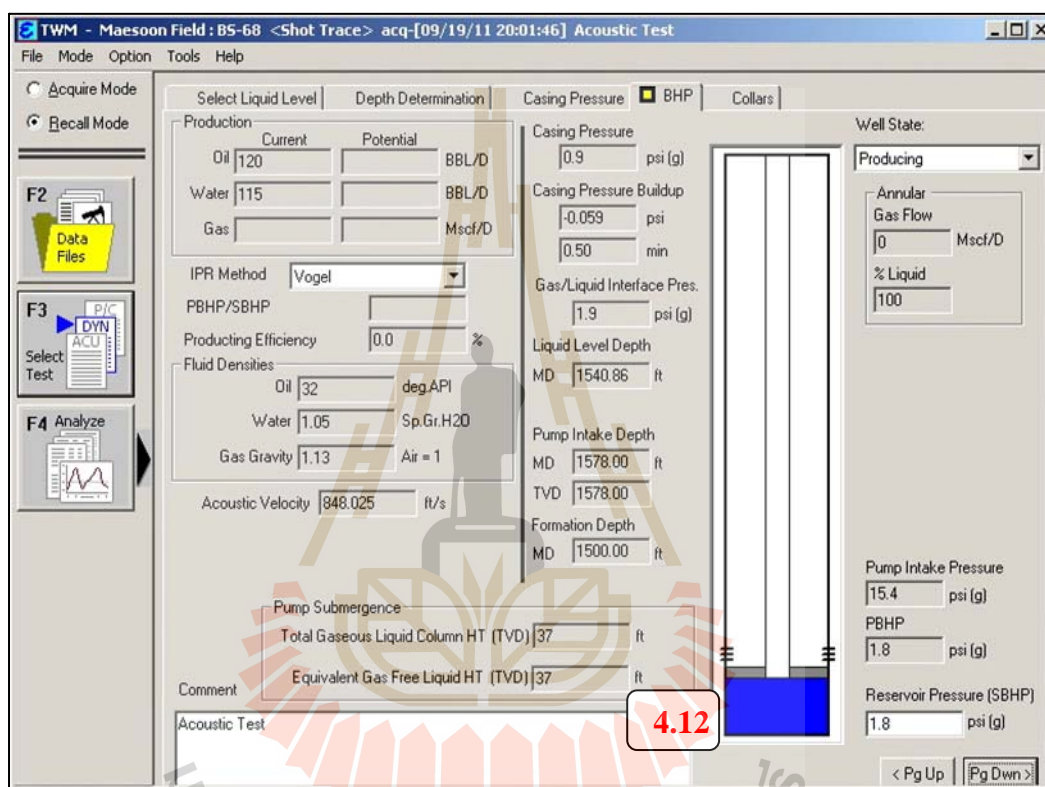 TWM - Maesoon Field : BS-68 <Shot Trace> acq-[09/19/11 20:01:46] Acoustic Test
File Mode Option Tools Help
Acquire Mode
Recall Mode
F2
Data Files
F3
P/C
DYN
ACU
Select Test
F4 Analyze
Select Liquid Level
Depth Determination
Casing Pressure
BHP
Collars
Production
Current Potential
Oil 120 BBL/D
Water 115 BBL/D
Gas Mscf/D
IPR Method Vogel
PBHP/SBHP
Producting Efficiency 0.0 %
Fluid Densities
Oil 32 deg.API
Water 1.05 Sp.Gr.H2O
Gas Gravity 1.13 Air = 1
Acoustic Velocity 848.025 ft/s
Casing Pressure
0.9 psi (g)
Casing Pressure Buildup
-0.059 psi
0.50 min
Gas/Liquid Interface Pres.
1.9 psi (g)
Liquid Level Depth
MD 1540.86 ft
Pump Intake Depth
MD 1578.00 ft
TVD 1578.00
Formation Depth
MD 1500.00 ft
Pump Submergence
Total Gaseous Liquid Column HT (TVD) 37 ft
Equivalent Gas Free Liquid HT (TVD) 37 ft
Comment
Acoustic Test
4.12
Well State:
Producing
Annular
Gas Flow
0 Mscf/D
% Liquid
100
Pump Intake Pressure
15.4 psi (g)
PBHP
1.8 psi (g)
Reservoir Pressure (SBHP)
1.8 psi (g)
< Pg Up
Pg Dwn >